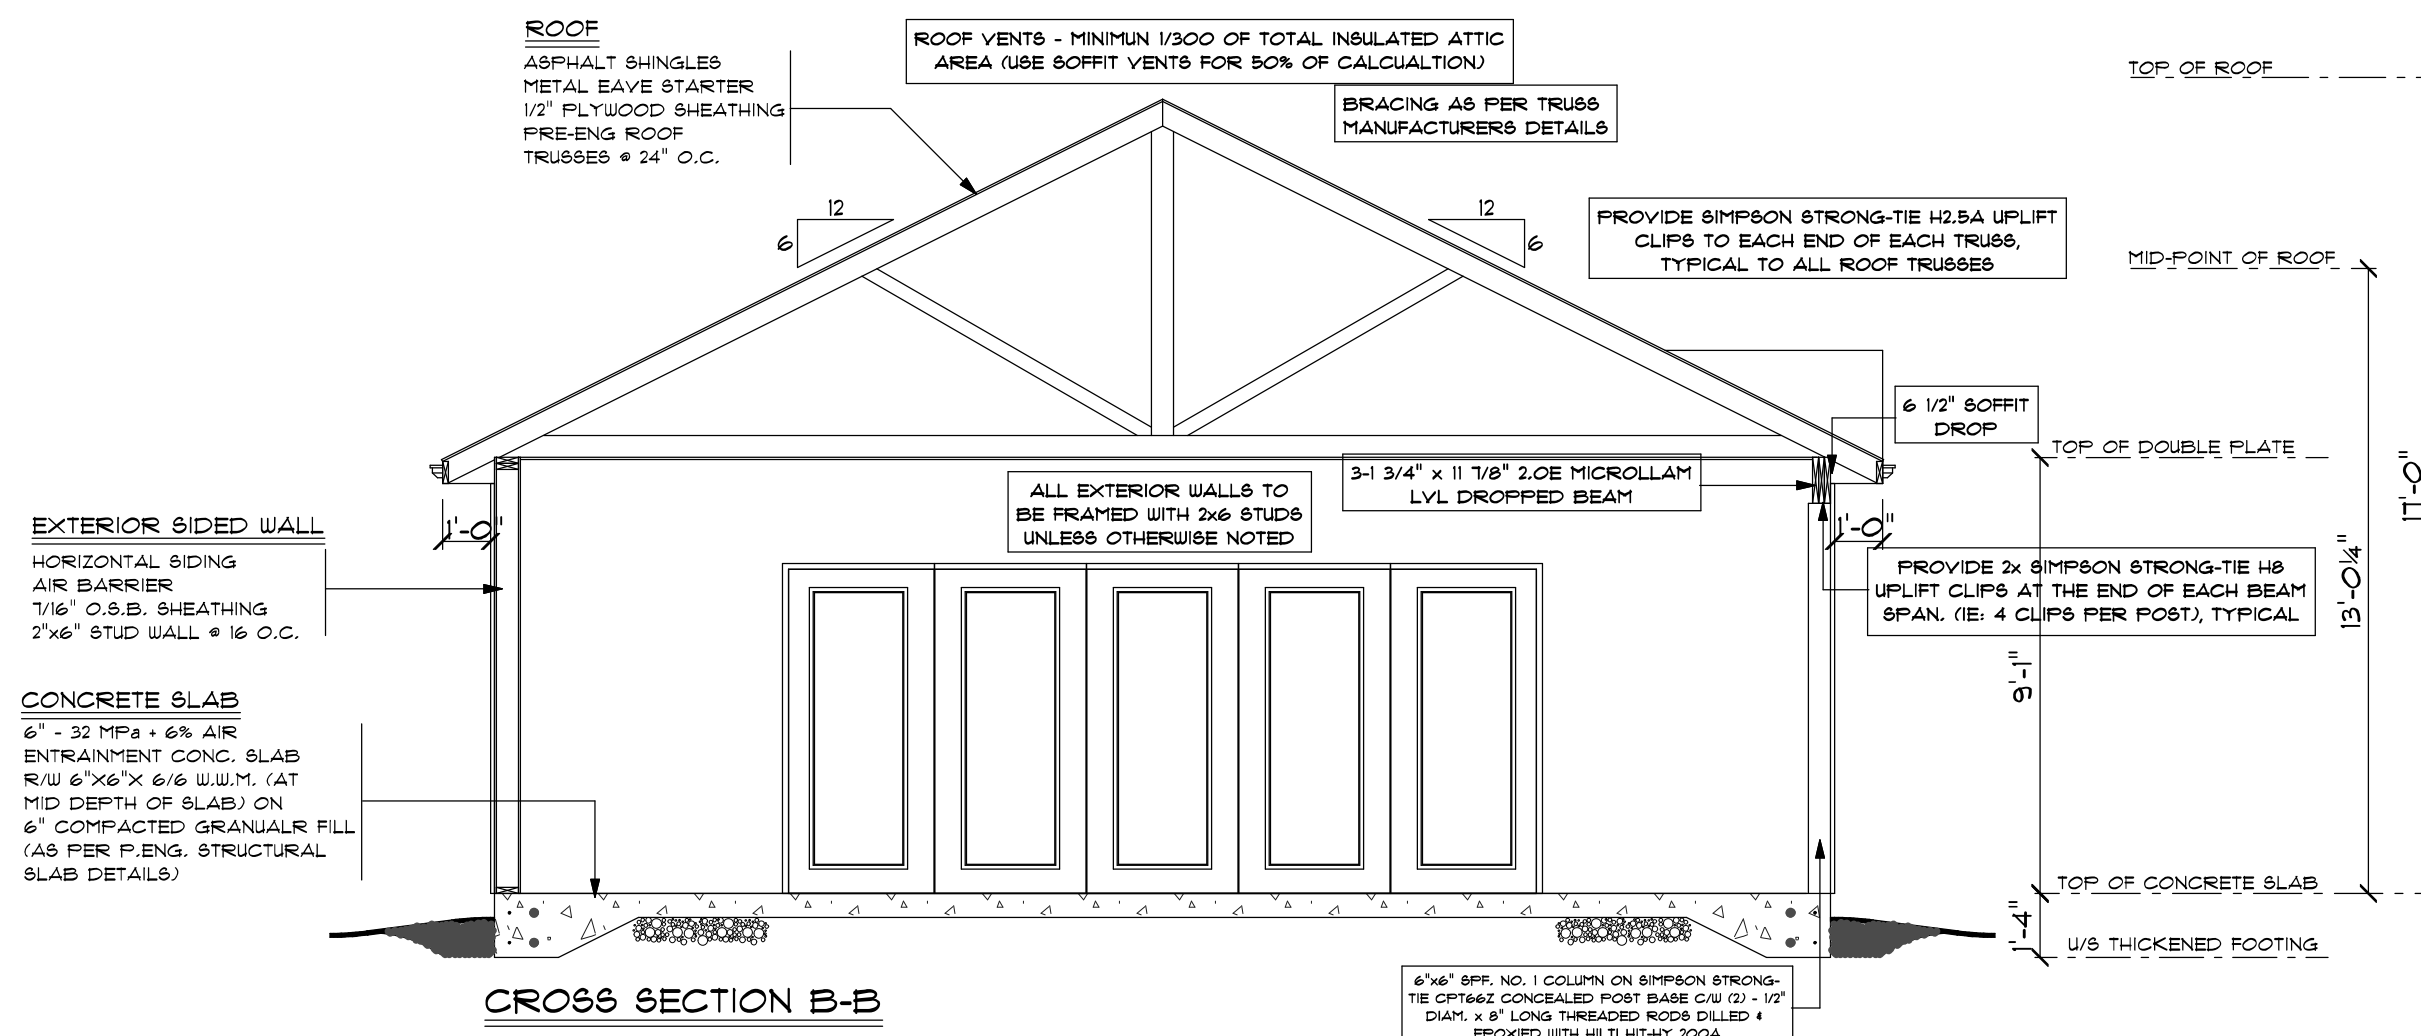 ROOF
ASPHALT SHINGLES
METAL EAVE STARTER
1/2" PLYWOOD SHEATHING
PRE-ENG ROOF
TRUSSES @ 24" O.C.
ROOF VENTS - MINIMUN 1/300 OF TOTAL INSULATED ATTIC
AREA (USE SOFFIT VENTS FOR 50% OF CALCUALTION)
BRACING AS PER TRUSS
MANUFACTURERS DETAILS
TOP OF ROOF
12
6
12
6
PROVIDE SIMPSON STRONG-TIE H2.5A UPLIFT
CLIPS TO EACH END OF EACH TRUSS,
TYPICAL TO ALL ROOF TRUSSES
MID-POINT OF ROOF
6 1/2" SOFFIT
DROP
TOP OF DOUBLE PLATE
17'-0"
3-1 3/4" x 11 7/8" 2.0E MICROLLAM
LVL DROPPED BEAM
ALL EXTERIOR WALLS TO
BE FRAMED WITH 2x6 STUDS
UNLESS OTHERWISE NOTED
1'-0"
1'-0"
EXTERIOR SIDED WALL
HORIZONTAL SIDING
AIR BARRIER
7/16" O.S.B. SHEATHING
2"x6" STUD WALL @ 16 O.C.
PROVIDE 2x SIMPSON STRONG-TIE H8
UPLIFT CLIPS AT THE END OF EACH BEAM
SPAN. (IE: 4 CLIPS PER POST), TYPICAL
13'-0¼"
9'-1"
CONCRETE SLAB
6" - 32 MPa + 6% AIR
ENTRAINMENT CONC. SLAB
R/W 6"X6"X 6/6 W.W.M. (AT
MID DEPTH OF SLAB) ON
6" COMPACTED GRANUALR FILL
(AS PER P.ENG. STRUCTURAL
SLAB DETAILS)
TOP OF CONCRETE SLAB
1'-4"
U/S THICKENED FOOTING
6"x6" SPF. NO. 1 COLUMN ON SIMPSON STRONG-
TIE CPT66Z CONCEALED POST BASE C/W (2) - 1/2"
DIAM. x 8" LONG THREADED RODS DILLED &
EPOXIED WITH HILTI HIT-HY 200A
CROSS SECTION B-B